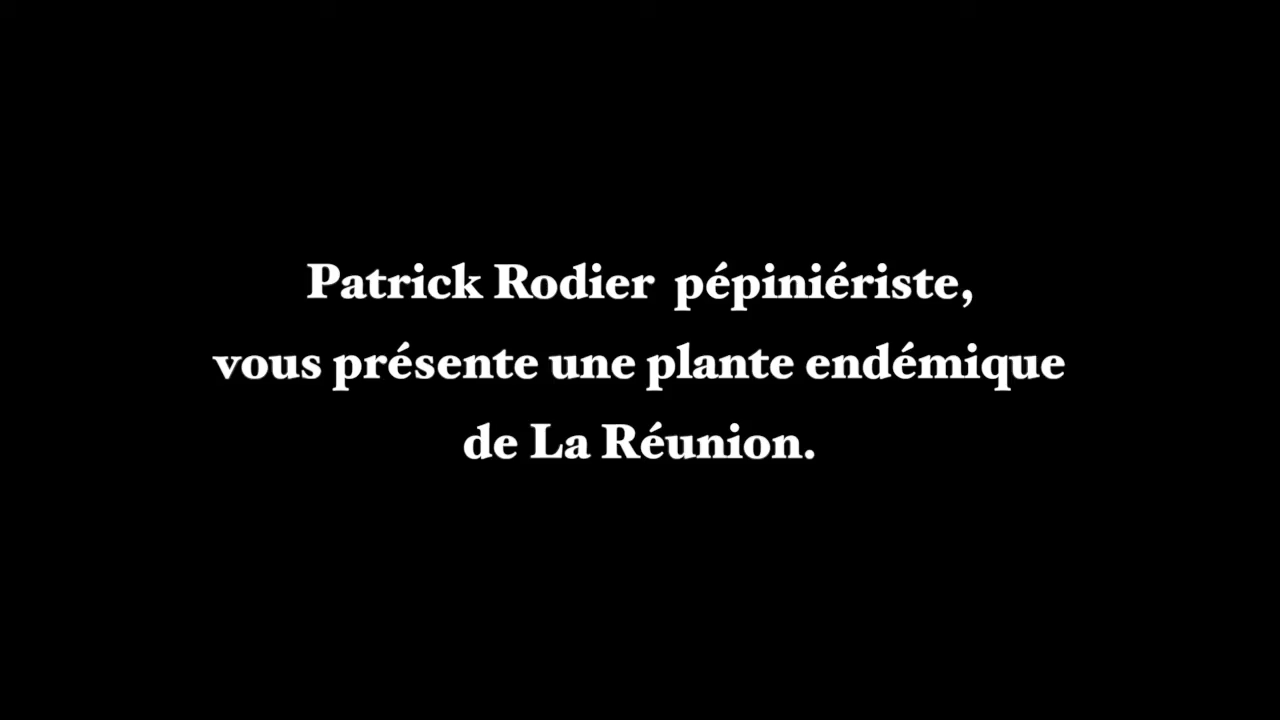 Patrick Rodier pépiniériste,
vous présente une plante endémique
de La Réunion.